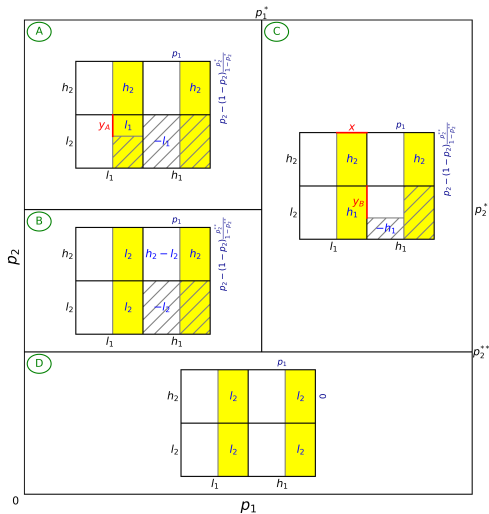 p₁*
A
p₁
p₂ − (1 − p₂) p₂*/(1−p₂**)
h₂
h₂
h₂
y_A
l₁
l₂
−l₁
l₁
h₁
C
p₁
p₂ − (1 − p₂) p₂*/(1−p₂**)
x
h₂
h₂
h₂
y_B
l₂
h₁
−h₁
l₁
h₁
p₂*
B
p₁
p₂ − (1 − p₂) p₂*/(1−p₂**)
h₂
l₂
h₂ − l₂
h₂
l₂
l₂
−l₂
l₁
h₁
p₂
p₂**
D
p₁
h₂
l₂
l₂
0
l₂
l₂
l₂
l₁
h₁
0
p₁